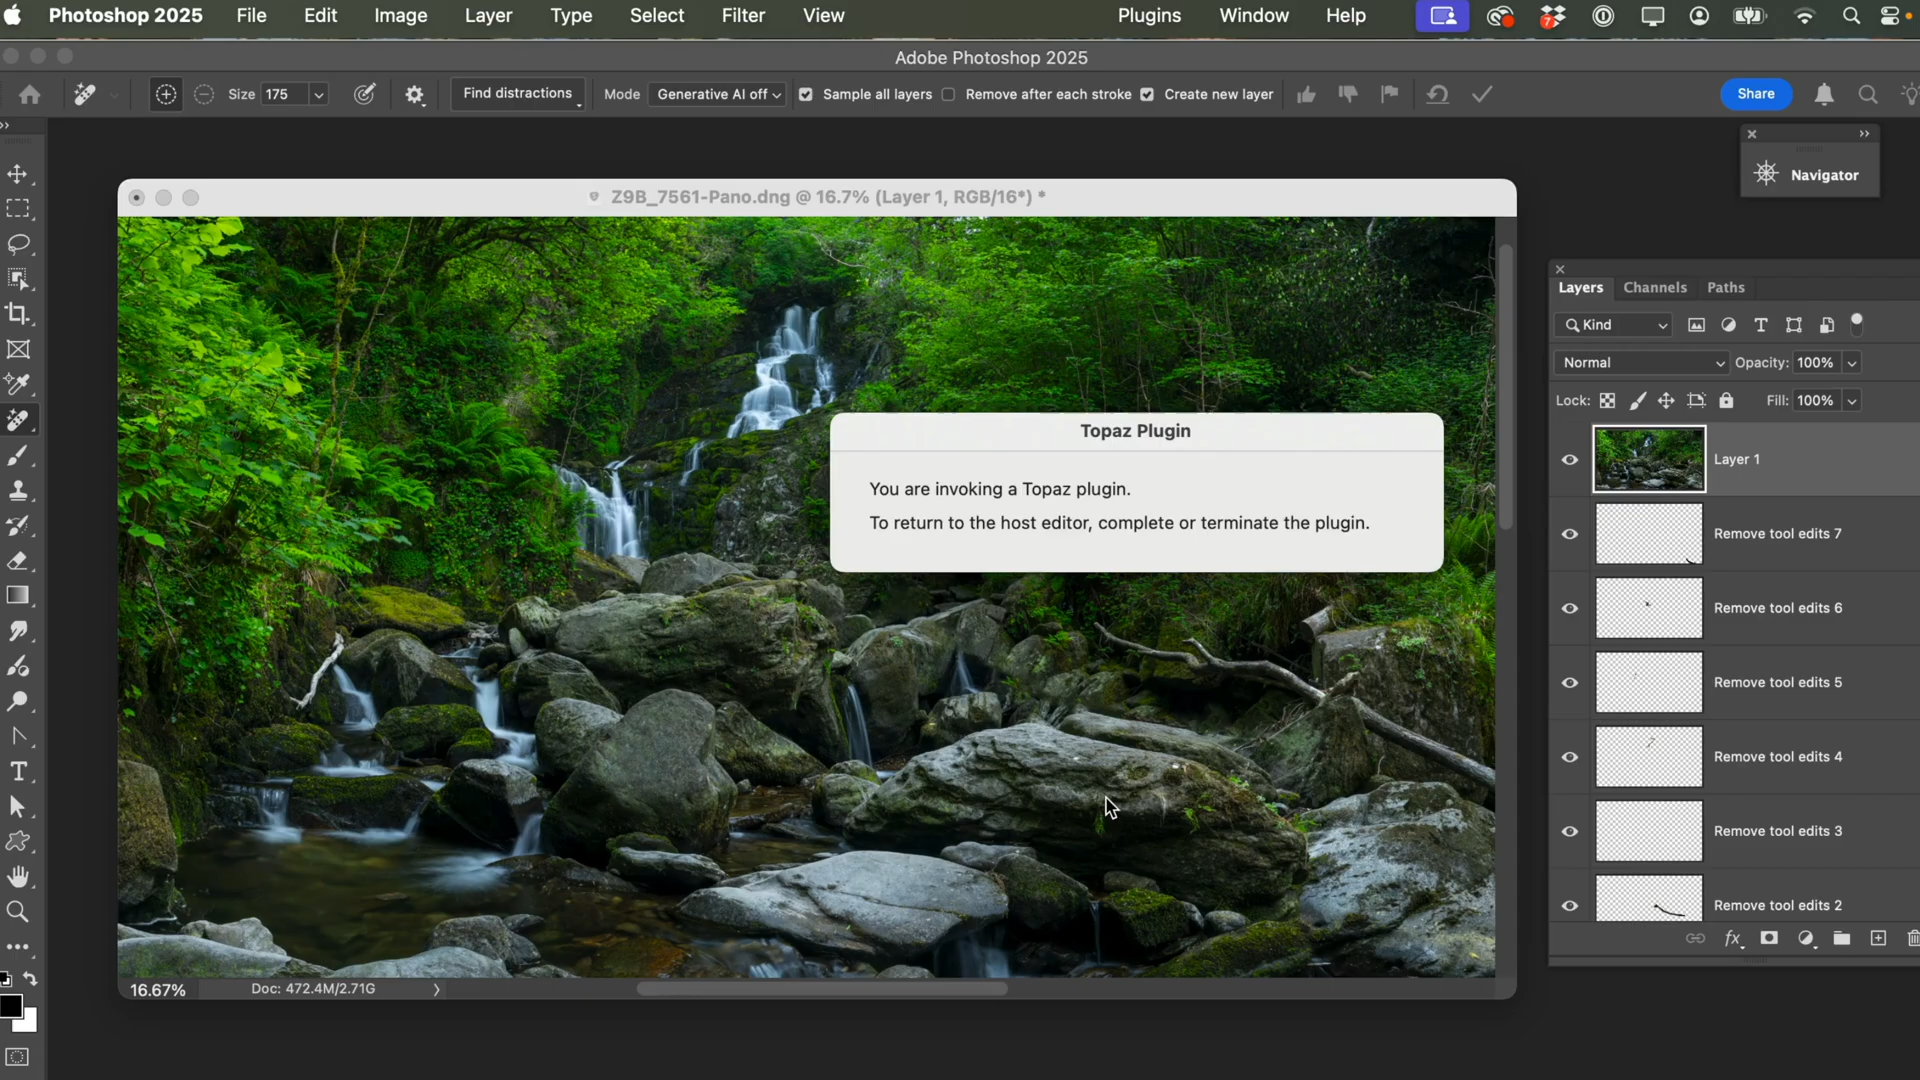 Photoshop 2025 File Edit Image Layer Type Select Filter View Plugins Window Help 7
Adobe Photoshop 2025
Size 175 Find distractions Mode Generative AI off Sample all layers Remove after each stroke Create new layer Share
Navigator
Z9B_7561-Pano.dng @ 16.7% (Layer 1, RGB/16*) *
Topaz Plugin
You are invoking a Topaz plugin.
To return to the host editor, complete or terminate the plugin.
Layers Channels Paths
Kind
Normal Opacity: 100%
Lock: Fill: 100%
Layer 1
Remove tool edits 7
Remove tool edits 6
Remove tool edits 5
Remove tool edits 4
Remove tool edits 3
Remove tool edits 2
fx
16.67% Doc: 472.4M/2.71G